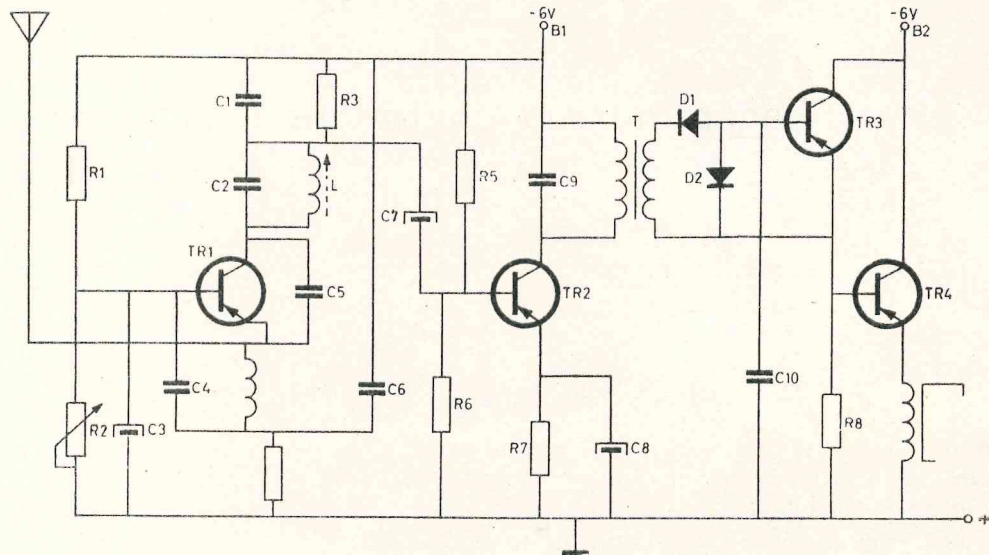 -6V
B1
-6V
B2
C1
R3
R1
C2
L
C7
R5
C9
T
D1
D2
TR3
TR1
C5
TR2
TR4
C4
C6
R6
C10
R2
C3
R7
C8
R8
+